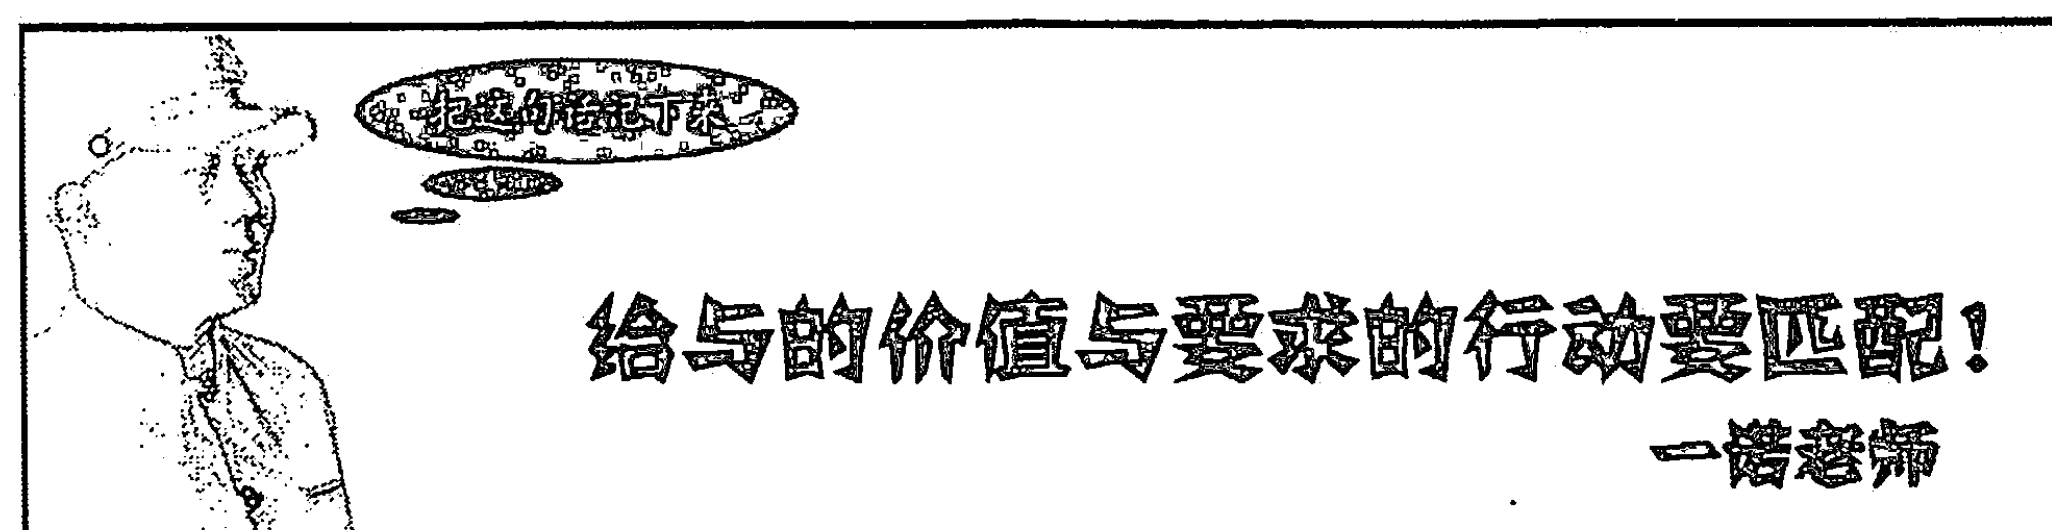 把这句话记下来
给与的价值与要求的行动要匹配！
一诺老师